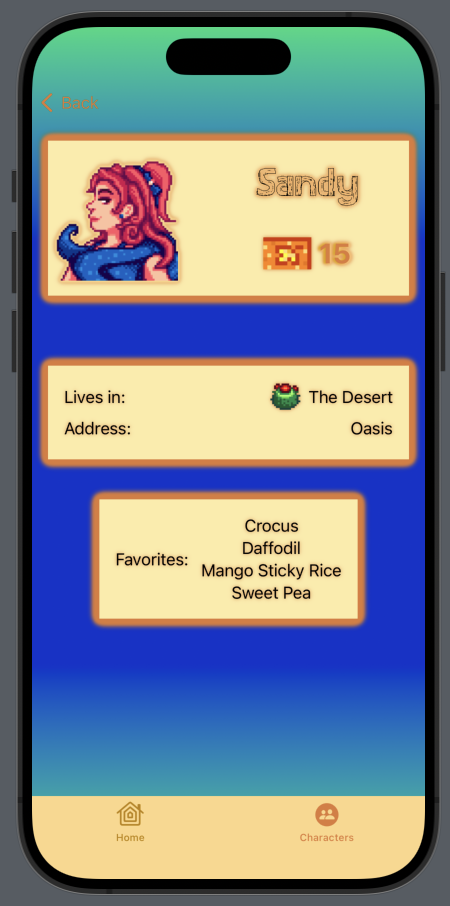 Back
Sandy
15
Lives in: The Desert
Address: Oasis
Favorites:
Crocus
Daffodil
Mango Sticky Rice
Sweet Pea
Home Characters